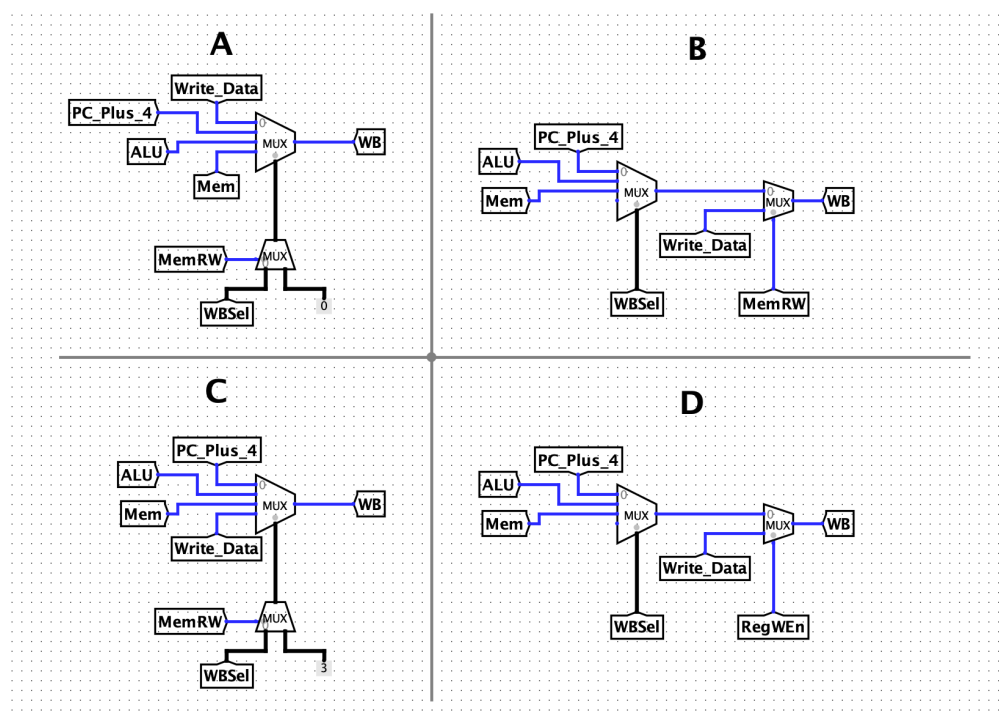 A
Write_Data
PC_Plus_4
0
MUX
ALU
WB
Mem
MemRW
MUX
0
WBSel
0
B
PC_Plus_4
ALU
0
MUX
Mem
0
MUX
WB
Write_Data
WBSel
MemRW
C
PC_Plus_4
ALU
0
MUX
Mem
WB
Write_Data
MemRW
MUX
0
WBSel
3
D
PC_Plus_4
ALU
0
MUX
Mem
0
MUX
WB
Write_Data
WBSel
RegWEn